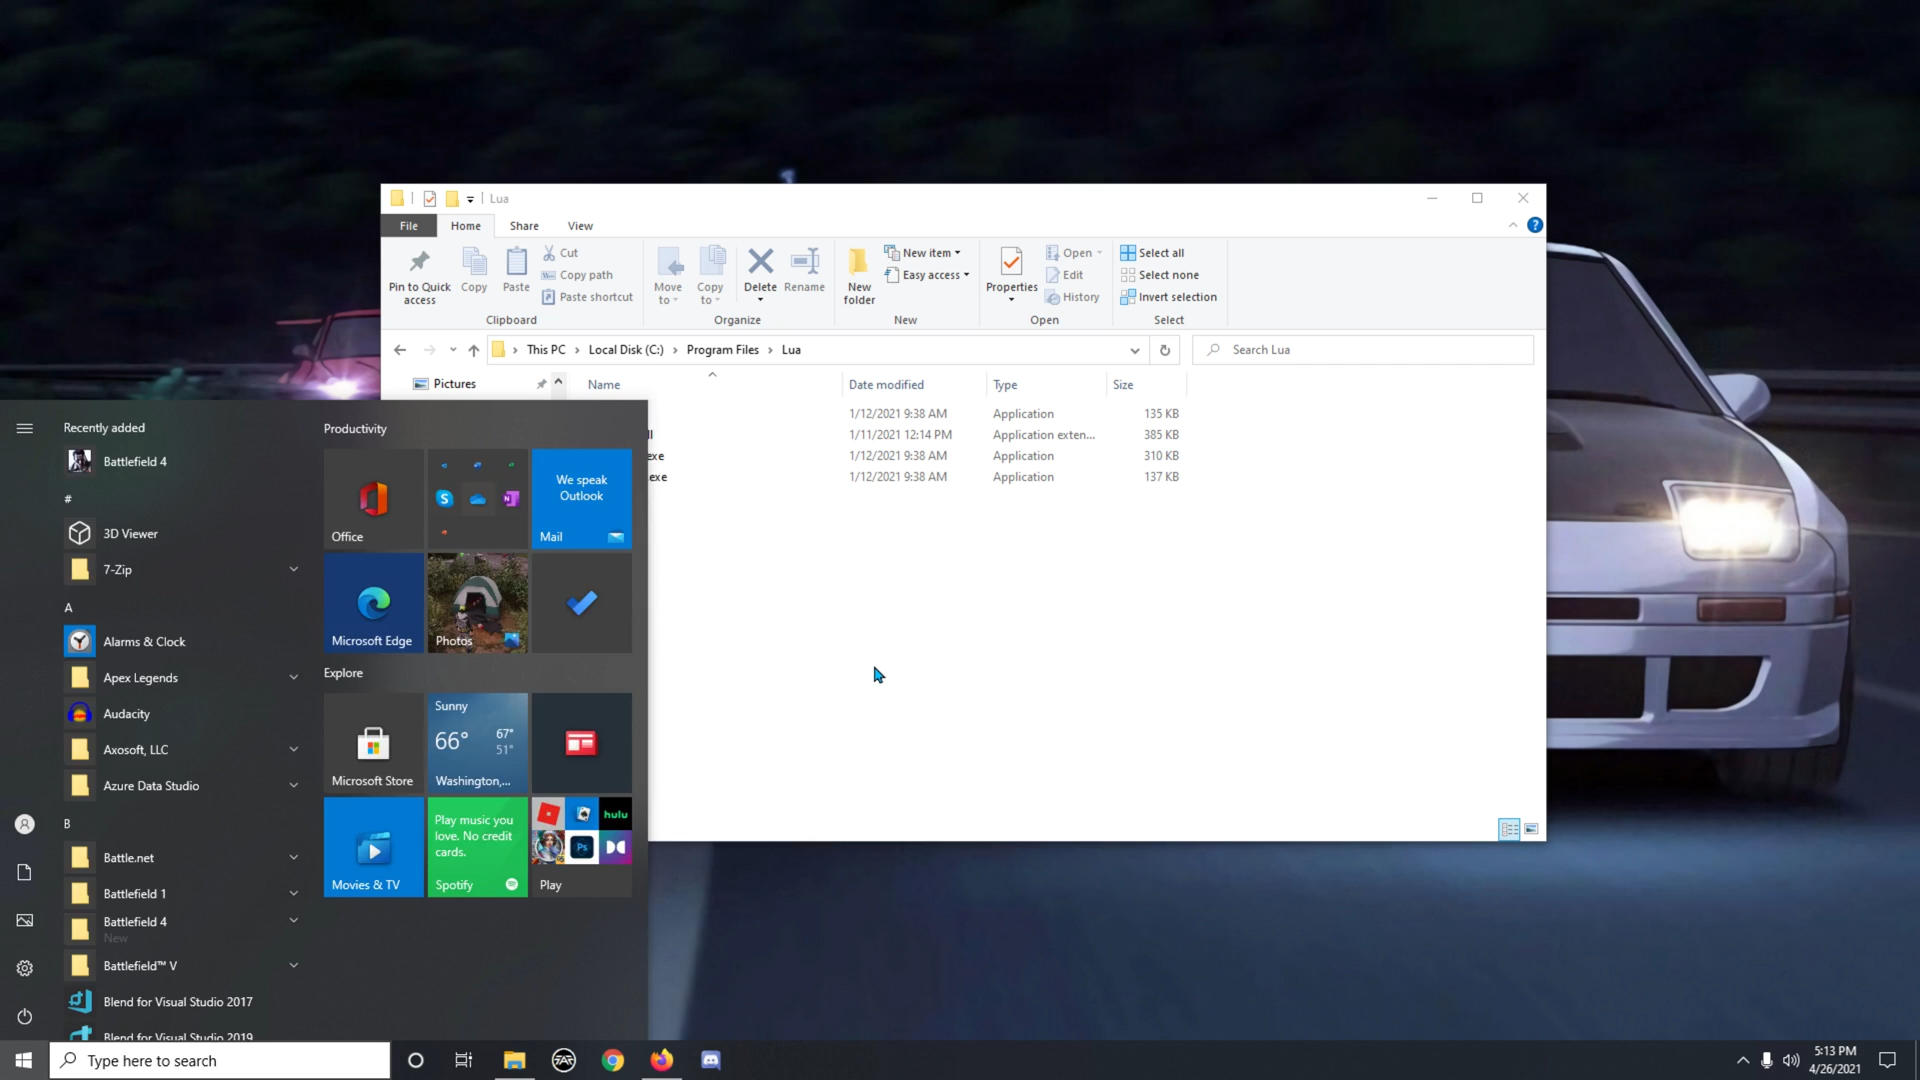 Lua
File
Home
Share
View
Pin to Quick
access
Copy
Paste
Cut
Copy path
Paste shortcut
Clipboard
Move
to
Copy
to
Delete
Rename
Organize
New
folder
New item
Easy access
New
Properties
Open
Edit
History
Open
Select all
Select none
Invert selection
Select
This PC > Local Disk (C:) > Program Files > Lua
Search Lua
Pictures
Name
Date modified
Type
Size
1/12/2021 9:38 AM Application 135 KB
ll 1/11/2021 12:14 PM Application exten... 385 KB
exe 1/12/2021 9:38 AM Application 310 KB
.exe 1/12/2021 9:38 AM Application 137 KB
Recently added
Battlefield 4
#
3D Viewer
7-Zip
A
Alarms & Clock
Apex Legends
Audacity
Axosoft, LLC
Azure Data Studio
B
Battle.net
Battlefield 1
Battlefield 4
New
Battlefield™ V
Blend for Visual Studio 2017
Blend for Visual Studio 2019
Productivity
Office
S
N
We speak
Outlook
Mail
Microsoft Edge
Photos
Explore
Microsoft Store
Sunny
66°
67°
51°
Washington,...
Movies & TV
Play music you
love. No credit
cards.
Spotify
hulu
Ps
Play
Type here to search
5:13 PM
4/26/2021